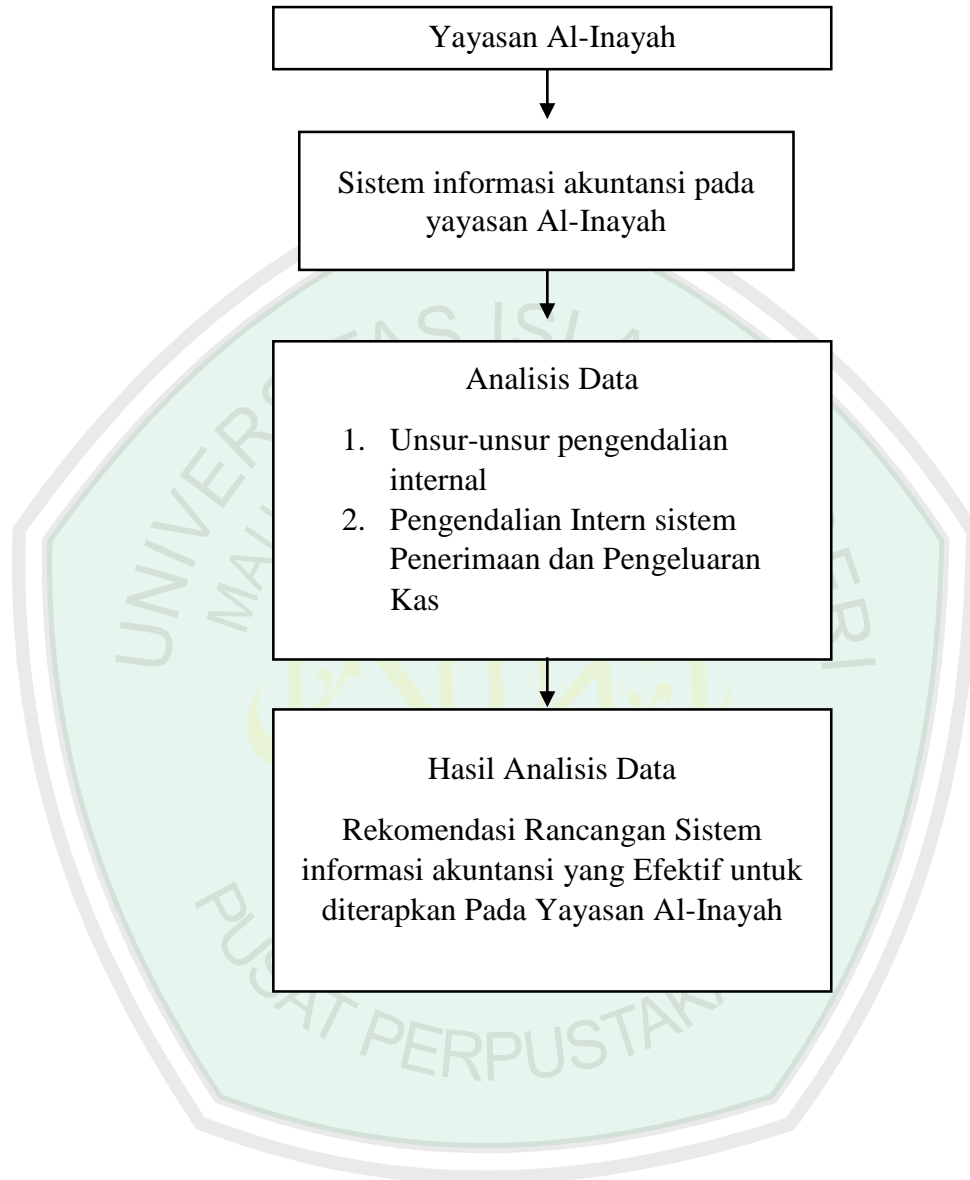 Yayasan Al-Inayah
Sistem informasi akuntansi pada
yayasan Al-Inayah
Analisis Data
1. Unsur-unsur pengendalian
internal
2. Pengendalian Intern sistem
Penerimaan dan Pengeluaran
Kas
Hasil Analisis Data
Rekomendasi Rancangan Sistem
informasi akuntansi yang Efektif untuk
diterapkan Pada Yayasan Al-Inayah
PUSAT